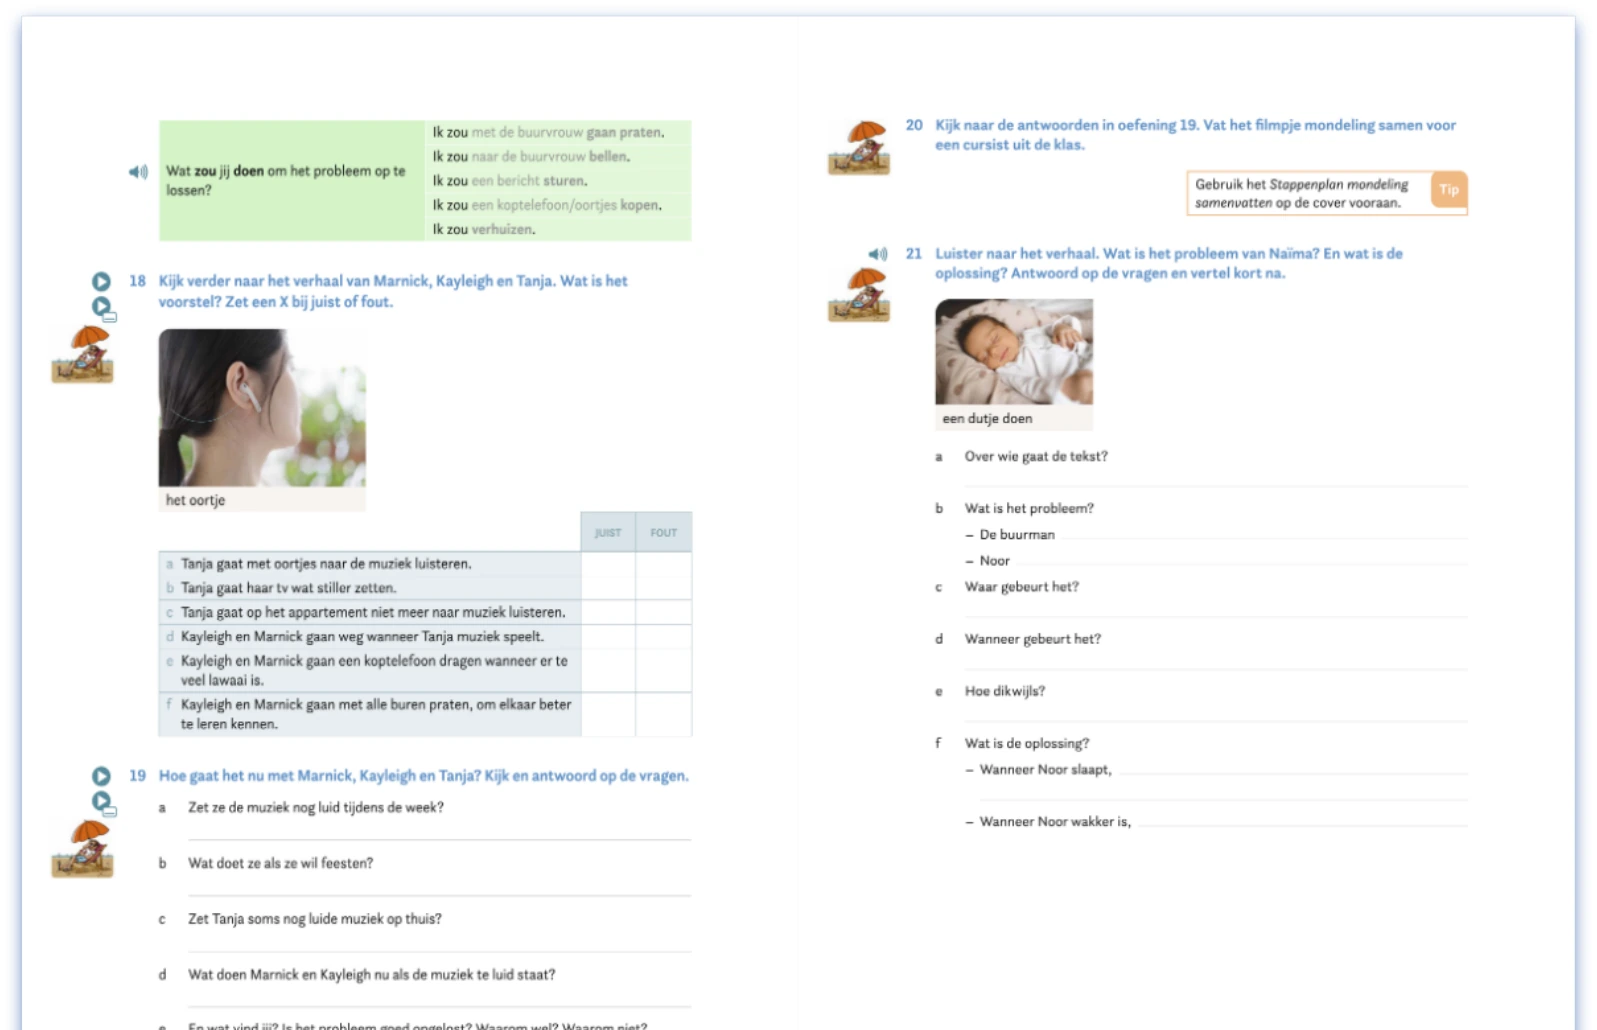 Wat zou jij doen om het probleem op te
lossen?
Ik zou met de buurvrouw gaan praten.
Ik zou naar de buurvrouw bellen.
Ik zou een bericht sturen.
Ik zou een koptelefoon/oortjes kopen.
Ik zou verhuizen.
18 Kijk verder naar het verhaal van Marnick, Kayleigh en Tanja. Wat is het
voorstel? Zet een X bij juist of fout.
het oortje
JUIST FOUT
a Tanja gaat met oortjes naar de muziek luisteren.
b Tanja gaat haar tv wat stiller zetten.
c Tanja gaat op het appartement niet meer naar muziek luisteren.
d Kayleigh en Marnick gaan weg wanneer Tanja muziek speelt.
e Kayleigh en Marnick gaan een koptelefoon dragen wanneer er te
veel lawaai is.
f Kayleigh en Marnick gaan met alle buren praten, om elkaar beter
te leren kennen.
19 Hoe gaat het nu met Marnick, Kayleigh en Tanja? Kijk en antwoord op de vragen.
a Zet ze de muziek nog luid tijdens de week?
b Wat doet ze als ze wil feesten?
c Zet Tanja soms nog luide muziek op thuis?
d Wat doen Marnick en Kayleigh nu als de muziek te luid staat?
e En wat vind jij? Is het probleem goed opgelost? Waarom wel? Waarom niet?
20 Kijk naar de antwoorden in oefening 19. Vat het filmpje mondeling samen voor
een cursist uit de klas.
Gebruik het Stappenplan mondeling
samenvatten op de cover vooraan.
Tip
21 Luister naar het verhaal. Wat is het probleem van Naïma? En wat is de
oplossing? Antwoord op de vragen en vertel kort na.
een dutje doen
a Over wie gaat de tekst?
b Wat is het probleem?
– De buurman
– Noor
c Waar gebeurt het?
d Wanneer gebeurt het?
e Hoe dikwijls?
f Wat is de oplossing?
– Wanneer Noor slaapt,
– Wanneer Noor wakker is,